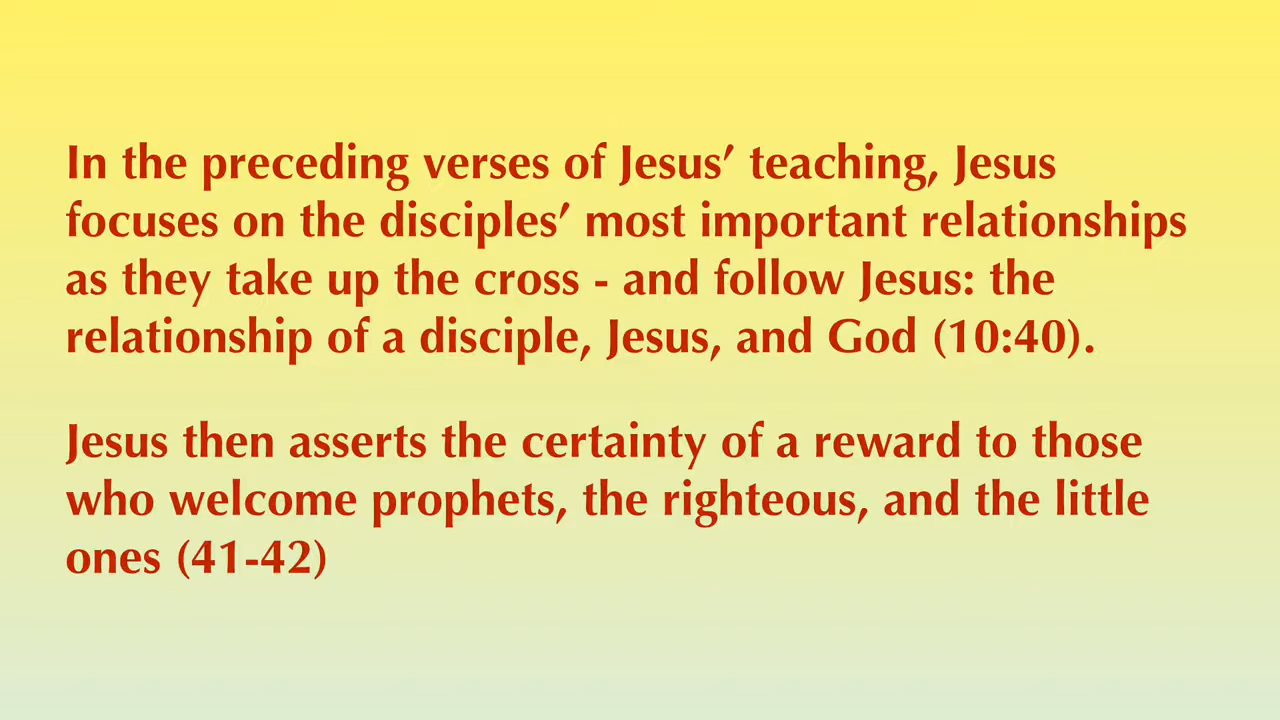 In the preceding verses of Jesus’ teaching, Jesus
focuses on the disciples’ most important relationships
as they take up the cross - and follow Jesus: the
relationship of a disciple, Jesus, and God (10:40).
Jesus then asserts the certainty of a reward to those
who welcome prophets, the righteous, and the little
ones (41-42)